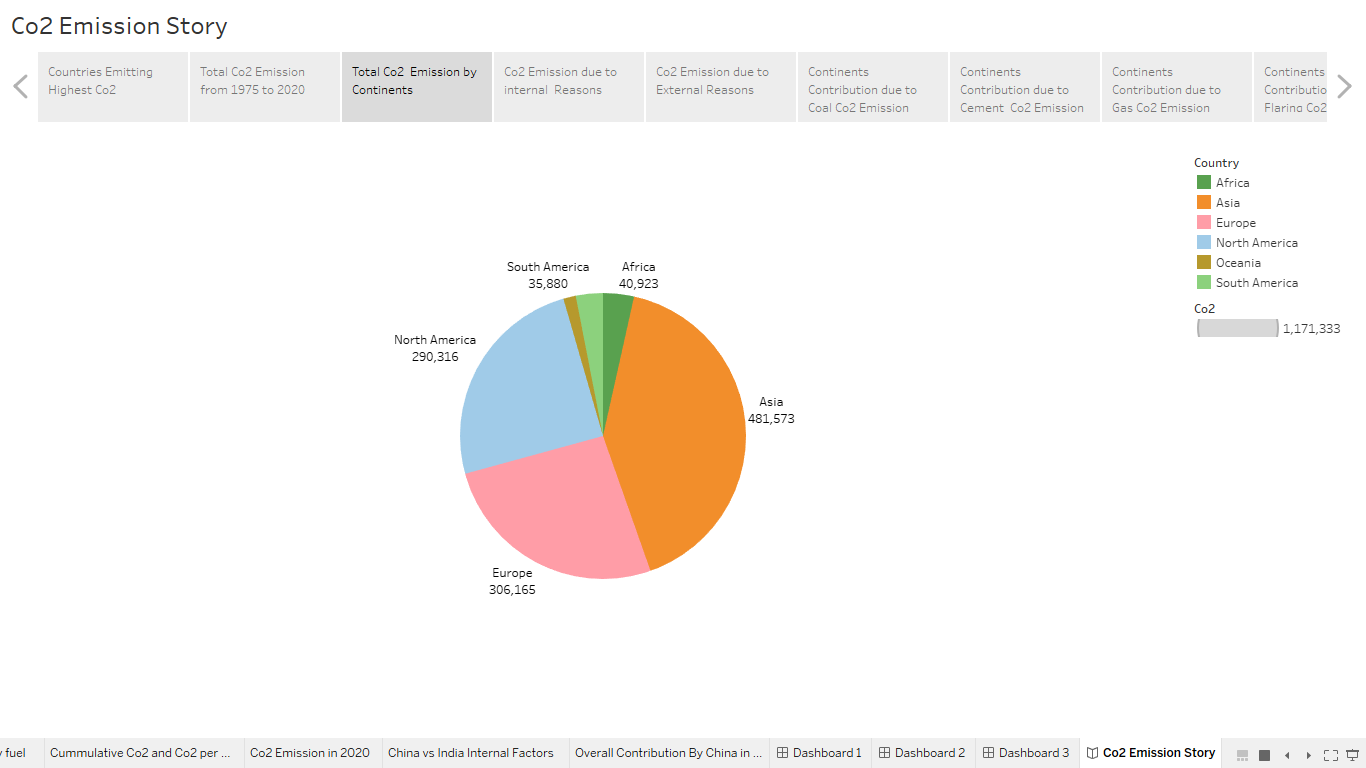 Co2 Emission Story
Countries Emitting
Highest Co2
Total Co2 Emission
from 1975 to 2020
Total Co2 Emission by
Continents
Co2 Emission due to
internal Reasons
Co2 Emission due to
External Reasons
Continents
Contribution due to
Coal Co2 Emission
Continents
Contribution due to
Cement Co2 Emission
Continents
Contribution due to
Gas Co2 Emission
Continents
Contributio
Flaring Co2
Country
Africa
Asia
Europe
North America
Oceania
South America
Co2
1,171,333
South America
35,880
Africa
40,923
North America
290,316
Asia
481,573
Europe
306,165
y fuel
Cummulative Co2 and Co2 per ...
Co2 Emission in 2020
China vs India Internal Factors
Overall Contribution By China in ...
Dashboard 1
Dashboard 2
Dashboard 3
Co2 Emission Story